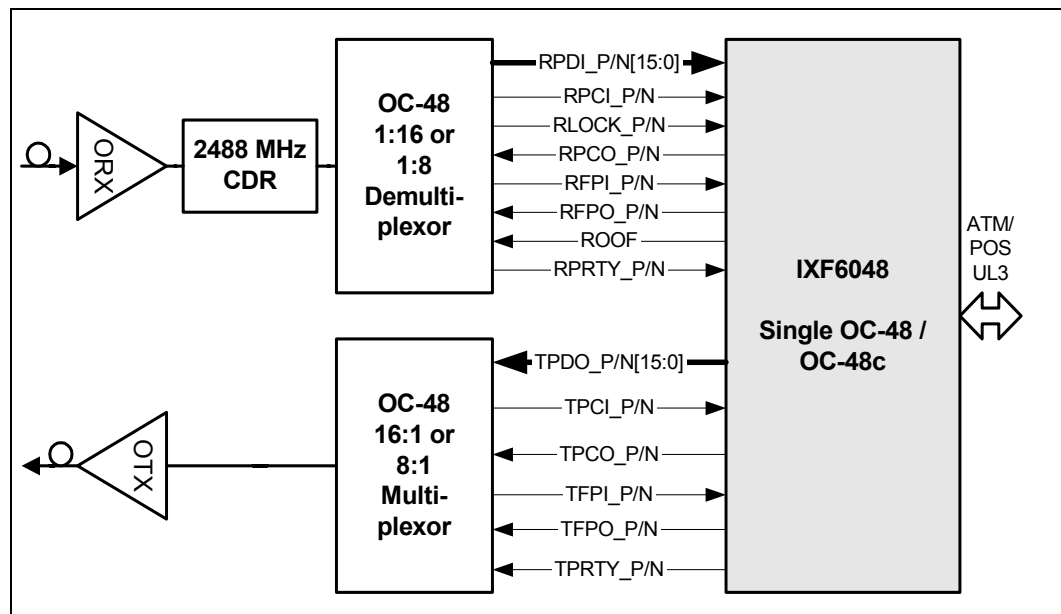 ORX
2488 MHz
CDR
OC-48
1:16 or
1:8
Demulti-
plexor
RPDI_P/N[15:0]
RPCI_P/N
RLOCK_P/N
RPCO_P/N
RFPI_P/N
RFPO_P/N
ROOF
RPRTY_P/N
IXF6048
Single OC-48 /
OC-48c
ATM/
POS
UL3
OTX
OC-48
16:1 or
8:1
Multi-
plexor
TPDO_P/N[15:0]
TPCI_P/N
TPCO_P/N
TFPI_P/N
TFPO_P/N
TPRTY_P/N